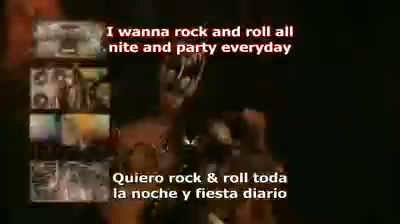 I wanna rock and roll all
nite and party everyday
Quiero rock & roll toda
la noche y fiesta diario